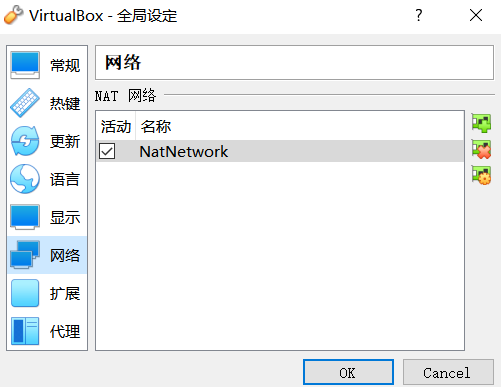 VirtualBox - 全局设定
常规
热键
更新
语言
显示
网络
扩展
代理
网络
NAT 网络
活动 名称
NatNetwork
OK Cancel